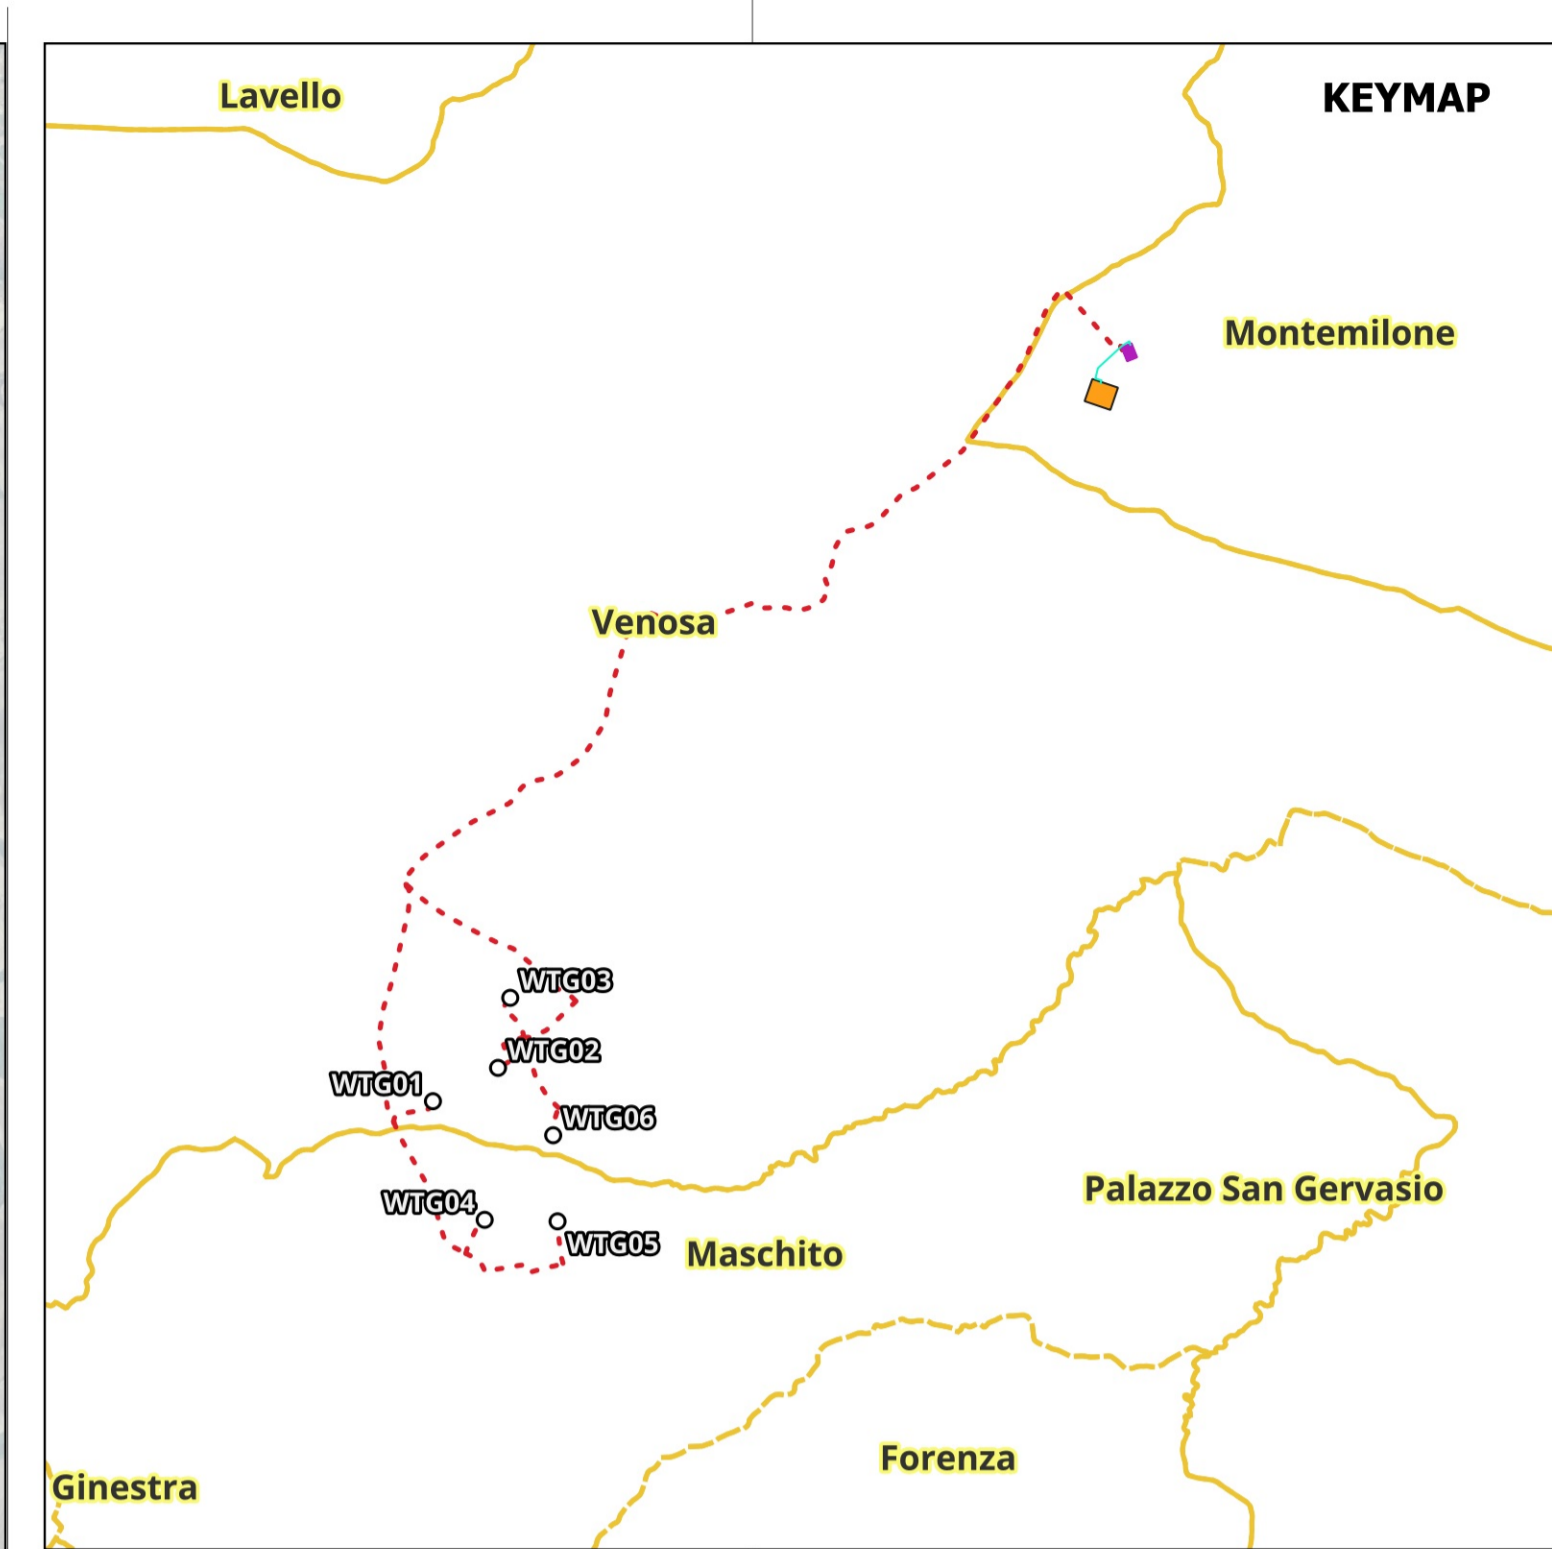 Lavello
KEYMAP
Montemilone
Venosa
WTG03
WTG02
WTG01
WTG06
Palazzo San Gervasio
WTG04
WTG05
Maschito
Forenza
Ginestra